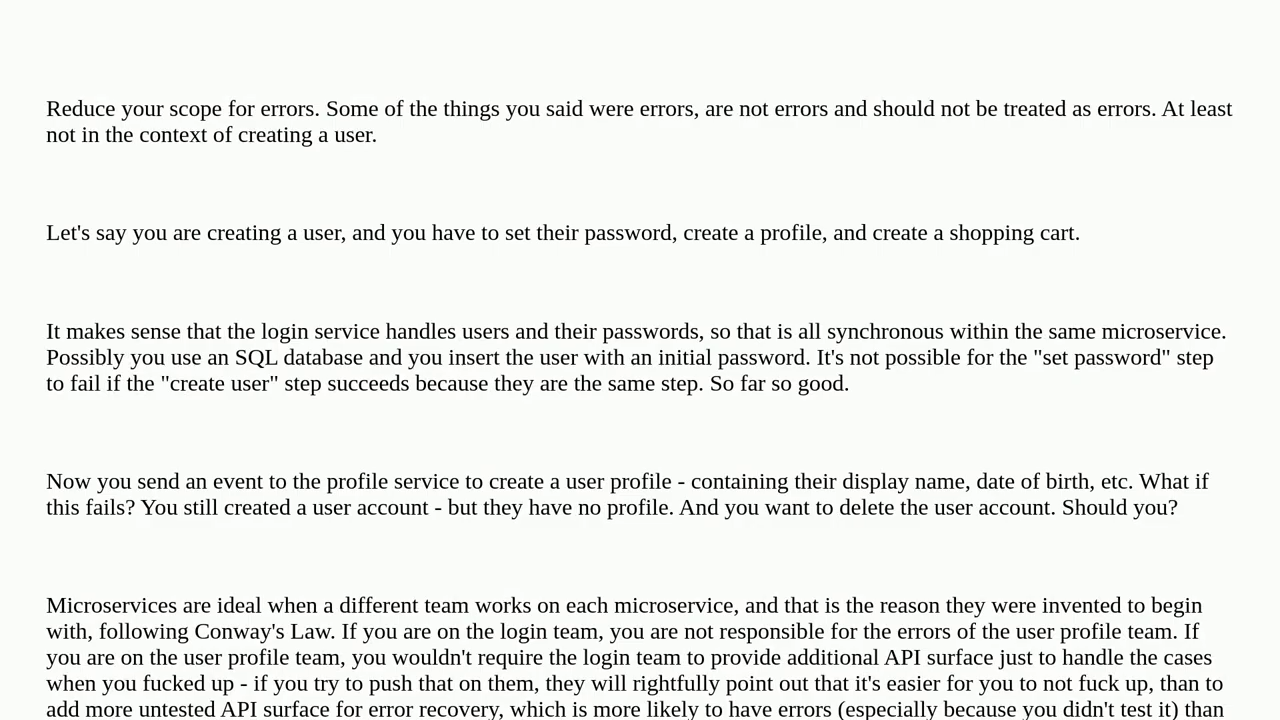 Reduce your scope for errors. Some of the things you said were errors, are not errors and should not be treated as errors. At least
not in the context of creating a user.
Let's say you are creating a user, and you have to set their password, create a profile, and create a shopping cart.
It makes sense that the login service handles users and their passwords, so that is all synchronous within the same microservice.
Possibly you use an SQL database and you insert the user with an initial password. It's not possible for the "set password" step
to fail if the "create user" step succeeds because they are the same step. So far so good.
Now you send an event to the profile service to create a user profile - containing their display name, date of birth, etc. What if
this fails? You still created a user account - but they have no profile. And you want to delete the user account. Should you?
Microservices are ideal when a different team works on each microservice, and that is the reason they were invented to begin
with, following Conway's Law. If you are on the login team, you are not responsible for the errors of the user profile team. If
you are on the user profile team, you wouldn't require the login team to provide additional API surface just to handle the cases
when you fucked up - if you try to push that on them, they will rightfully point out that it's easier for you to not fuck up, than to
add more untested API surface for error recovery, which is more likely to have errors (especially because you didn't test it) than